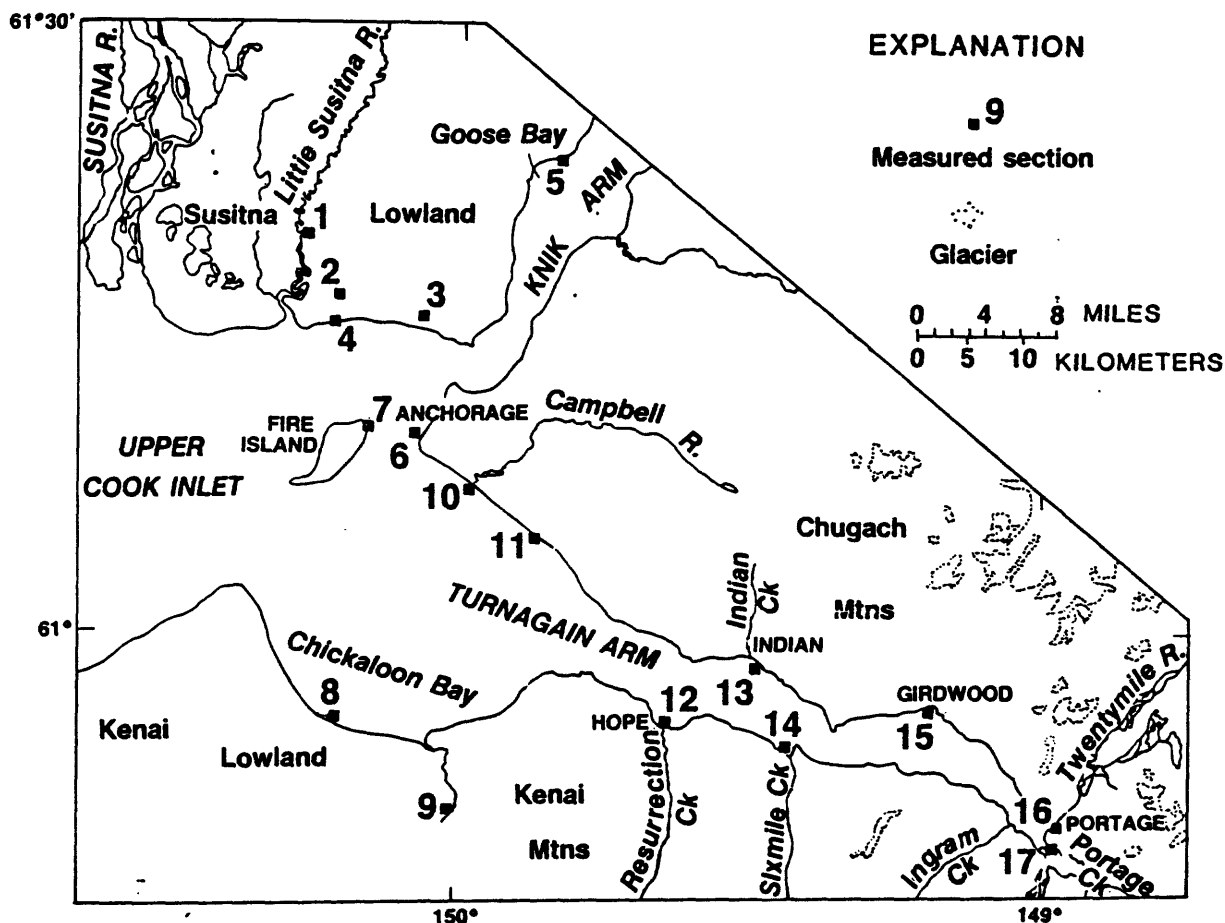 61°30'
SUSITNA R.
Little Susitna R.
Goose Bay
5
KNIK ARM
EXPLANATION
9
Measured section
Glacier
0 4 8 MILES
0 5 10 KILOMETERS
Susitna Lowland
1
2
3
4
7
ANCHORAGE
Campbell R.
FIRE
ISLAND
6
UPPER
COOK INLET
10
11
Chugach
Mtns
Indian
Ck
INDIAN
61°
TURNAGAIN ARM
Chickaloon Bay
13
8
12
HOPE
14
GIRDWOOD
15
Twentymile R.
Kenai
Lowland
9
Kenai
Mtns
Resurrection
Ck
Sixmile Ck
Ingram
Ck
16
PORTAGE
17
Portage
Ck
150°
149°